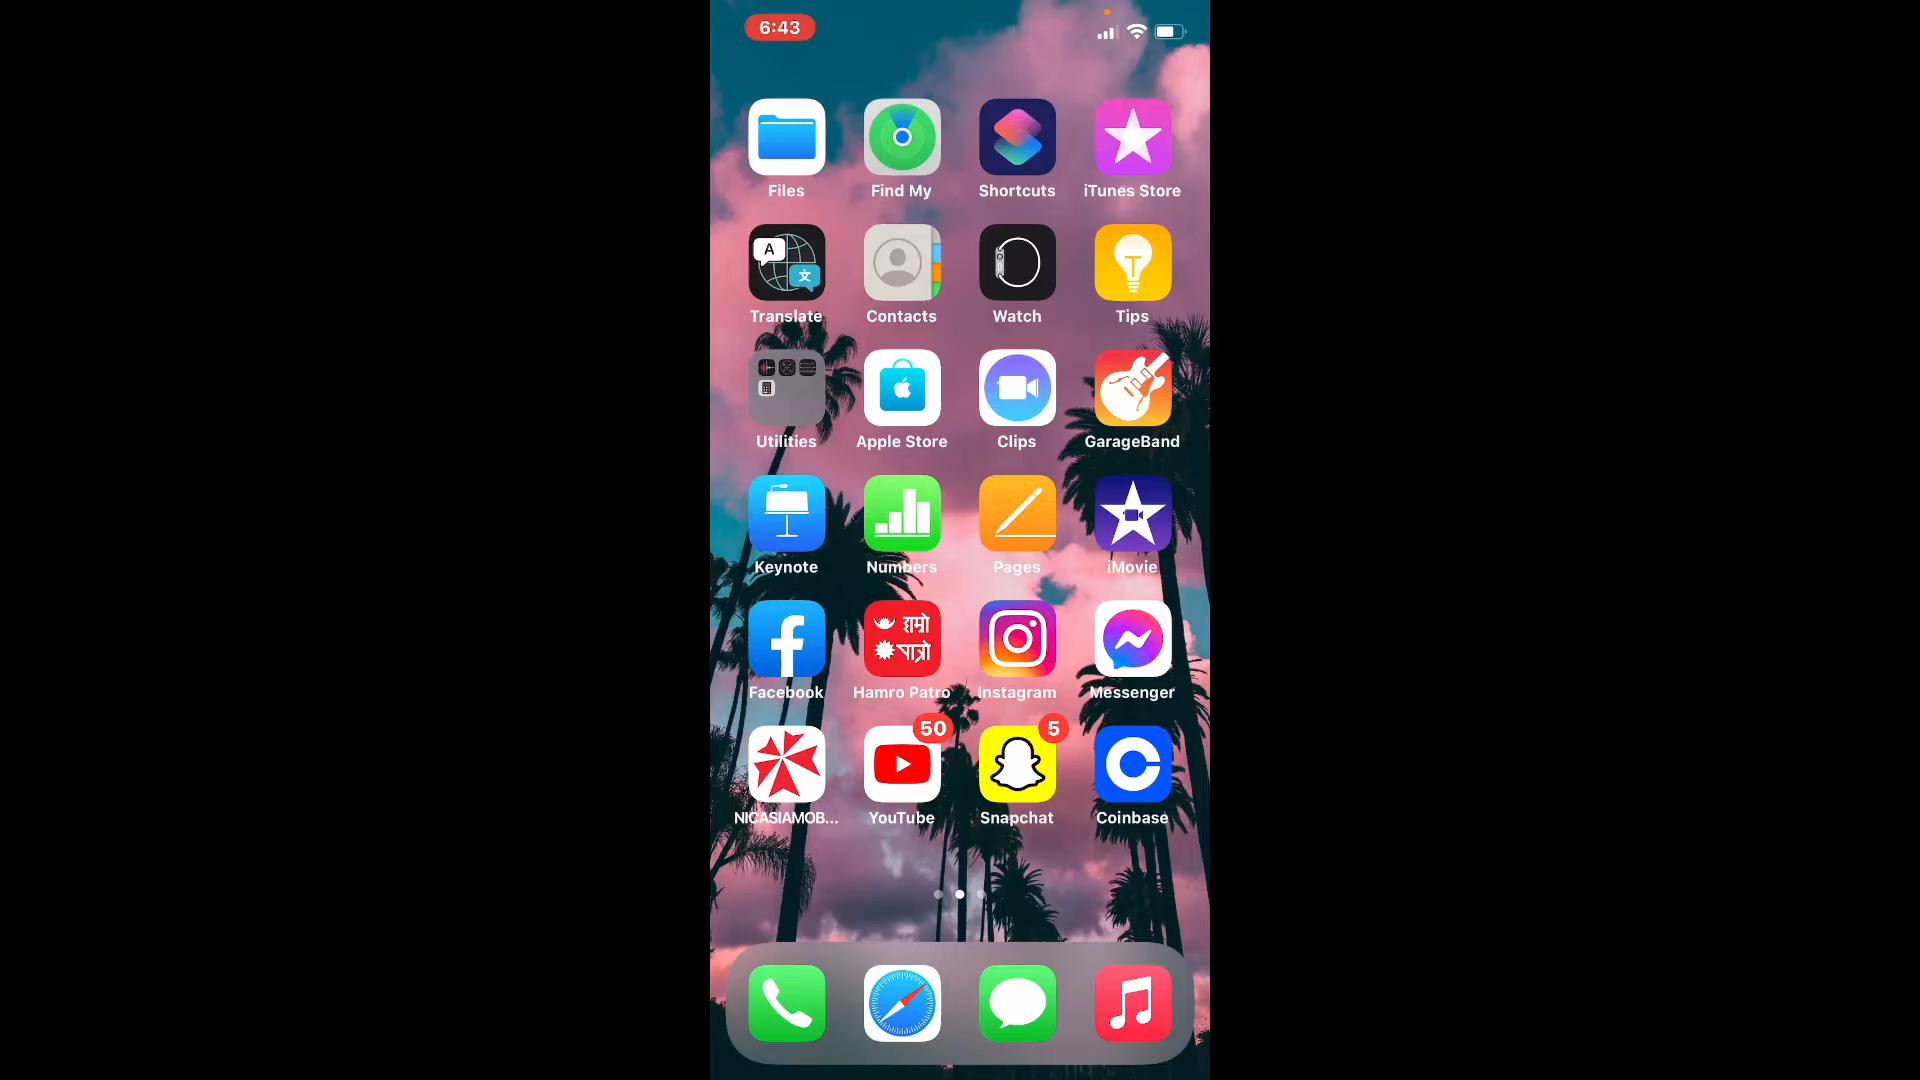 6:43
Files Find My Shortcuts iTunes Store
A 文
Translate Contacts Watch Tips
Utilities Apple Store Clips GarageBand
Keynote Numbers Pages iMovie
हाम्रो
पात्रो
Facebook Hamro Patro Instagram Messenger
50 5
NICASIAMOB... YouTube Snapchat Coinbase